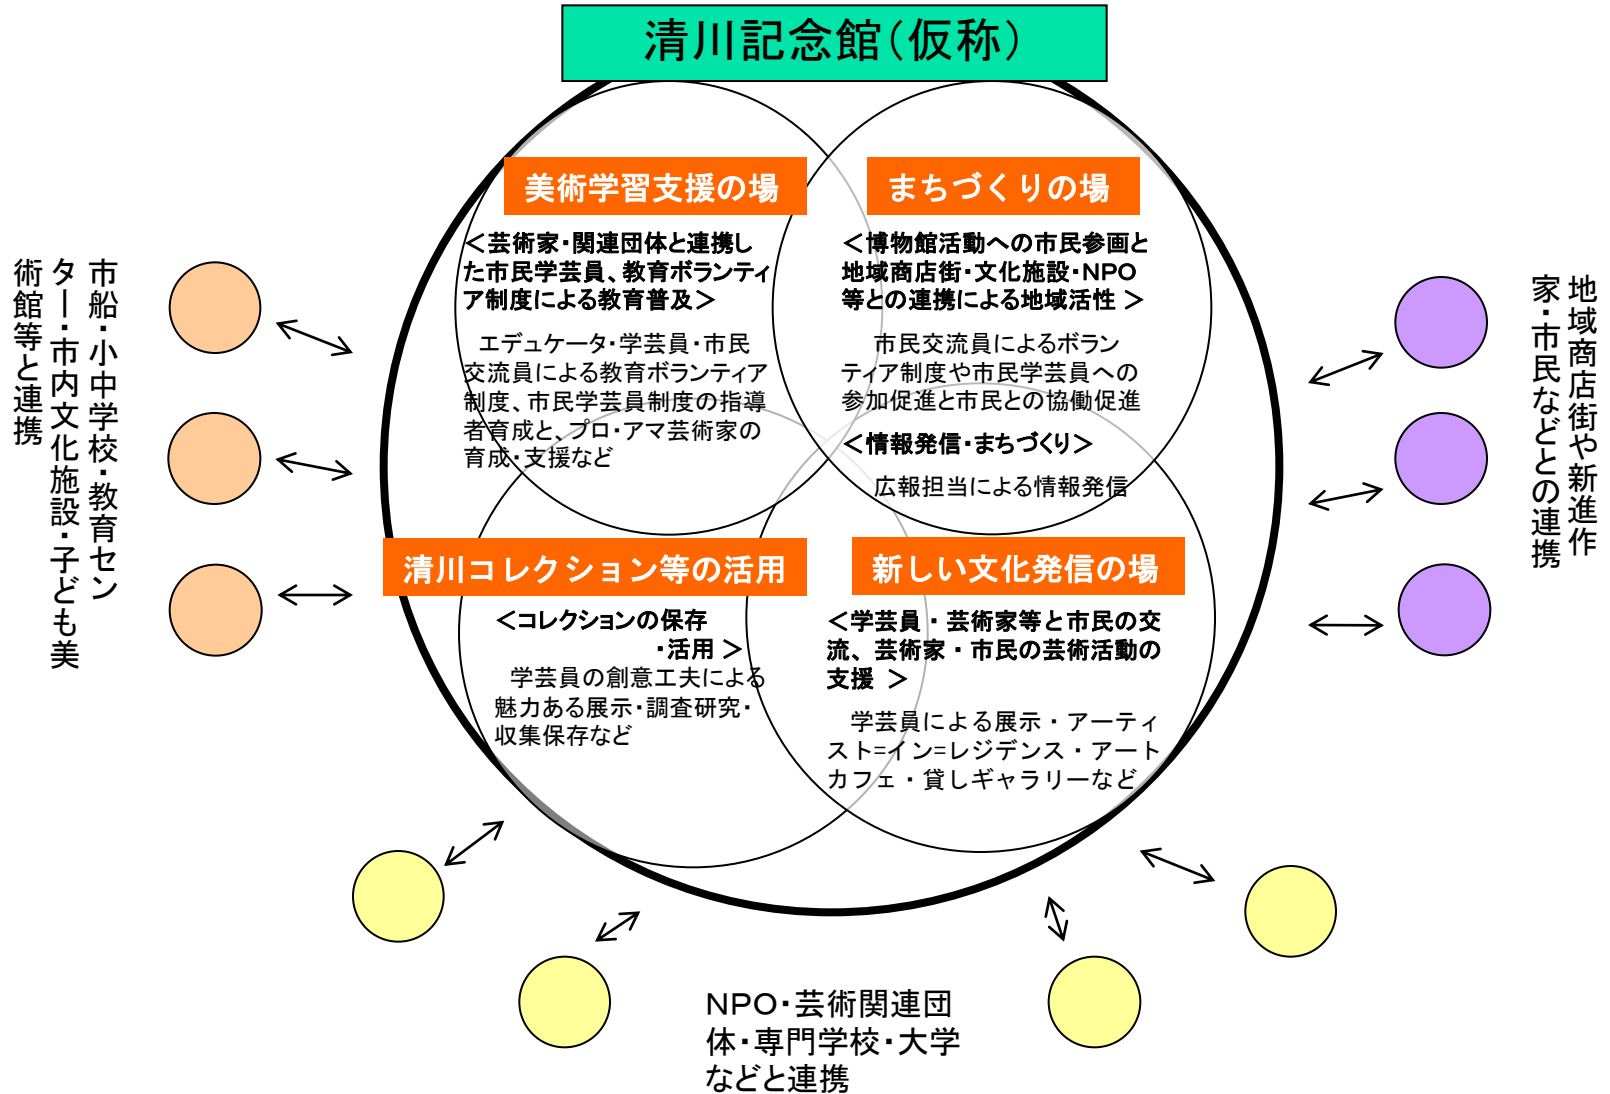 清川記念館（仮称）
美術学習支援の場
＜芸術家・関連団体と連携し
た市民学芸員、教育ボランティ
ア制度による教育普及＞
エデュケータ・学芸員・市民
交流員による教育ボランティア
制度、市民学芸員制度の指導
者育成と、プロ・アマ芸術家の
育成・支援など
まちづくりの場
＜博物館活動への市民参画と
地域商店街・文化施設・NPO
等との連携による地域活性 ＞
市民交流員によるボラン
ティア制度や市民学芸員への
参加促進と市民との協働促進
＜情報発信・まちづくり＞
広報担当による情報発信
清川コレクション等の活用
＜コレクションの保存
・活用 ＞
学芸員の創意工夫による
魅力ある展示・調査研究・
収集保存など
新しい文化発信の場
＜学芸員・芸術家等と市民の交
流、芸術家・市民の芸術活動の
支援 ＞
学芸員による展示・アーティ
スト=イン=レジデンス・アート
カフェ・貸しギャラリーなど
市船・小中学校・教育セン
ター・市内文化施設・子ども美
術館等と連携
地域商店街や新進作
家・市民などとの連携
NPO・芸術関連団
体・専門学校・大学
などと連携